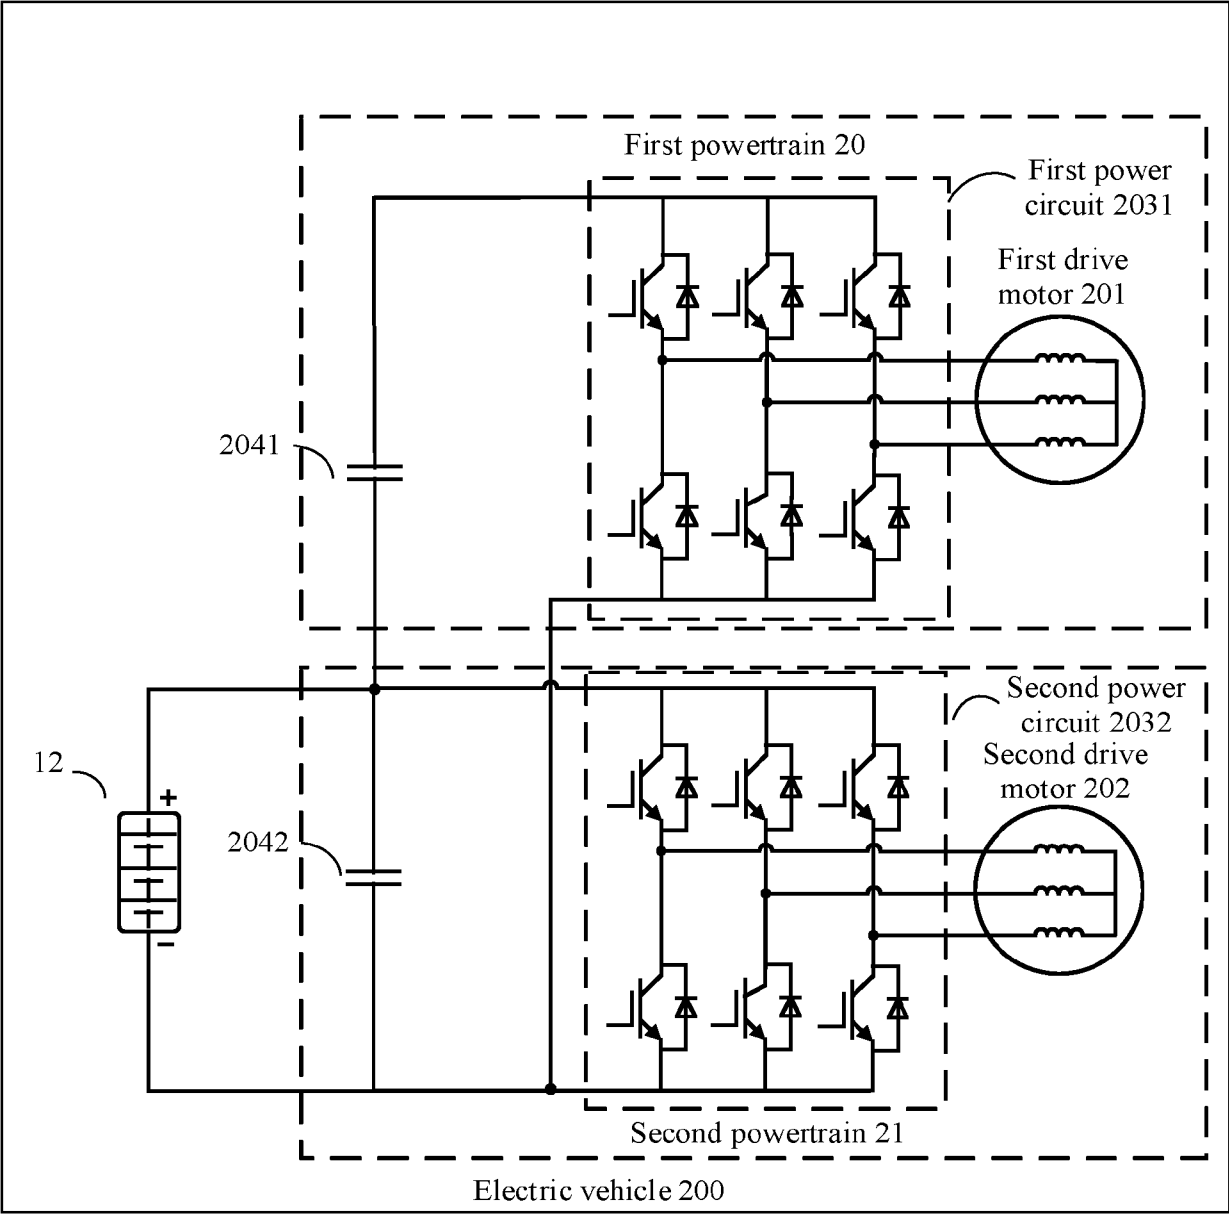 First powertrain 20
First power
circuit 2031
First drive
motor 201
2041
Second power
circuit 2032
Second drive
motor 202
12
+
2042
−
Second powertrain 21
Electric vehicle 200